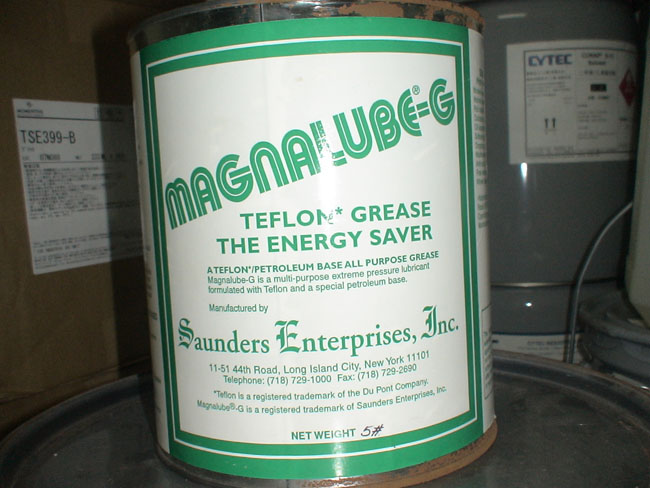 MAGNALUBE®-G
TEFLON* GREASE
THE ENERGY SAVER
A TEFLON*/PETROLEUM BASE ALL PURPOSE GREASE
Magnalube-G is a multi-purpose extreme pressure lubricant
formulated with Teflon and a special petroleum base.
Manufactured by
Saunders Enterprises, Inc.
11-51 44th Road, Long Island City, New York 11101
Telephone: (718) 729-1000 Fax: (718) 729-2690
*Teflon is a registered trademark of the Du Pont Company.
Magnalube®-G is a registered trademark of Saunders Enterprises, Inc.
NET WEIGHT 5#
TSE399-B
CYTEC
CYTEC